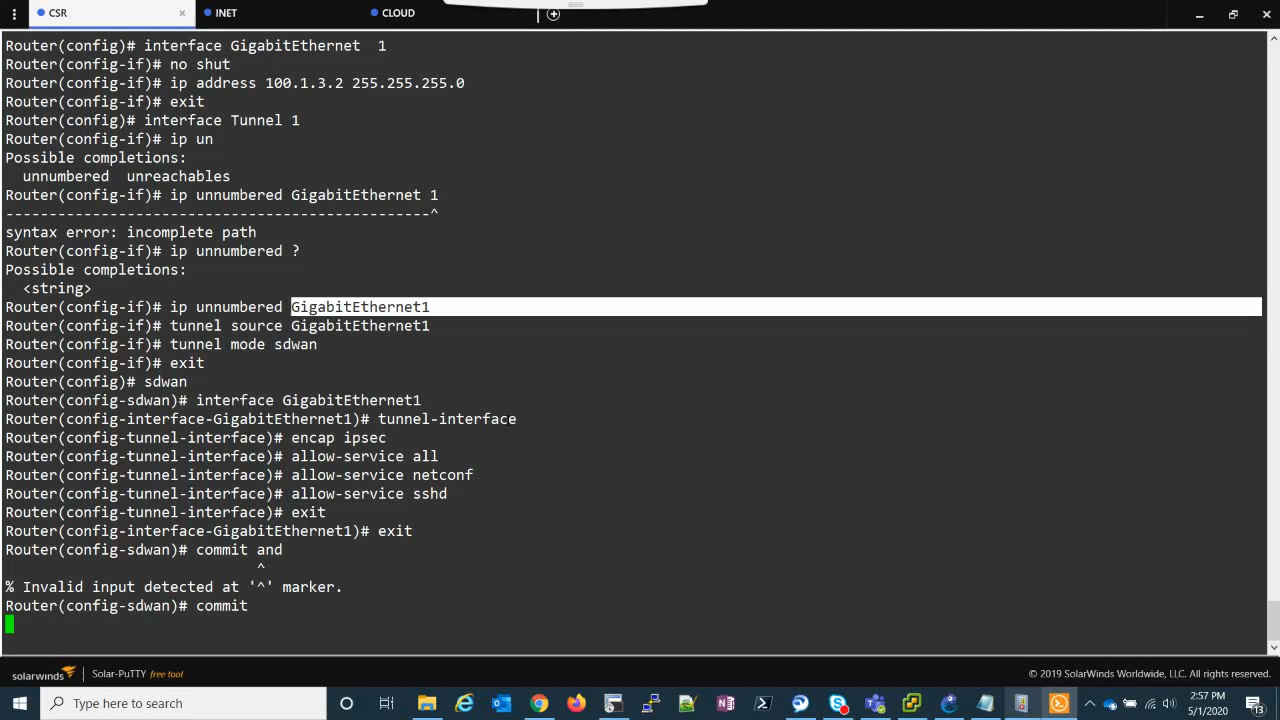 CSR × INET CLOUD
Router(config)# interface GigabitEthernet  1
Router(config-if)# no shut
Router(config-if)# ip address 100.1.3.2 255.255.255.0
Router(config-if)# exit
Router(config)# interface Tunnel 1
Router(config-if)# ip un
Possible completions:
  unnumbered  unreachables
Router(config-if)# ip unnumbered GigabitEthernet 1
-------------------------------------------------^
syntax error: incomplete path
Router(config-if)# ip unnumbered ?
Possible completions:
  <string>
Router(config-if)# ip unnumbered GigabitEthernet1
Router(config-if)# tunnel source GigabitEthernet1
Router(config-if)# tunnel mode sdwan
Router(config-if)# exit
Router(config)# sdwan
Router(config-sdwan)# interface GigabitEthernet1
Router(config-interface-GigabitEthernet1)# tunnel-interface
Router(config-tunnel-interface)# encap ipsec
Router(config-tunnel-interface)# allow-service all
Router(config-tunnel-interface)# allow-service netconf
Router(config-tunnel-interface)# allow-service sshd
Router(config-tunnel-interface)# exit
Router(config-interface-GigabitEthernet1)# exit
Router(config-sdwan)# commit and
                             ^
% Invalid input detected at '^' marker.
Router(config-sdwan)# commit
solarwinds Solar-PuTTY free tool © 2019 SolarWinds Worldwide, LLC. All rights reserved.
Type here to search 2:57 PM
5/1/2020 13